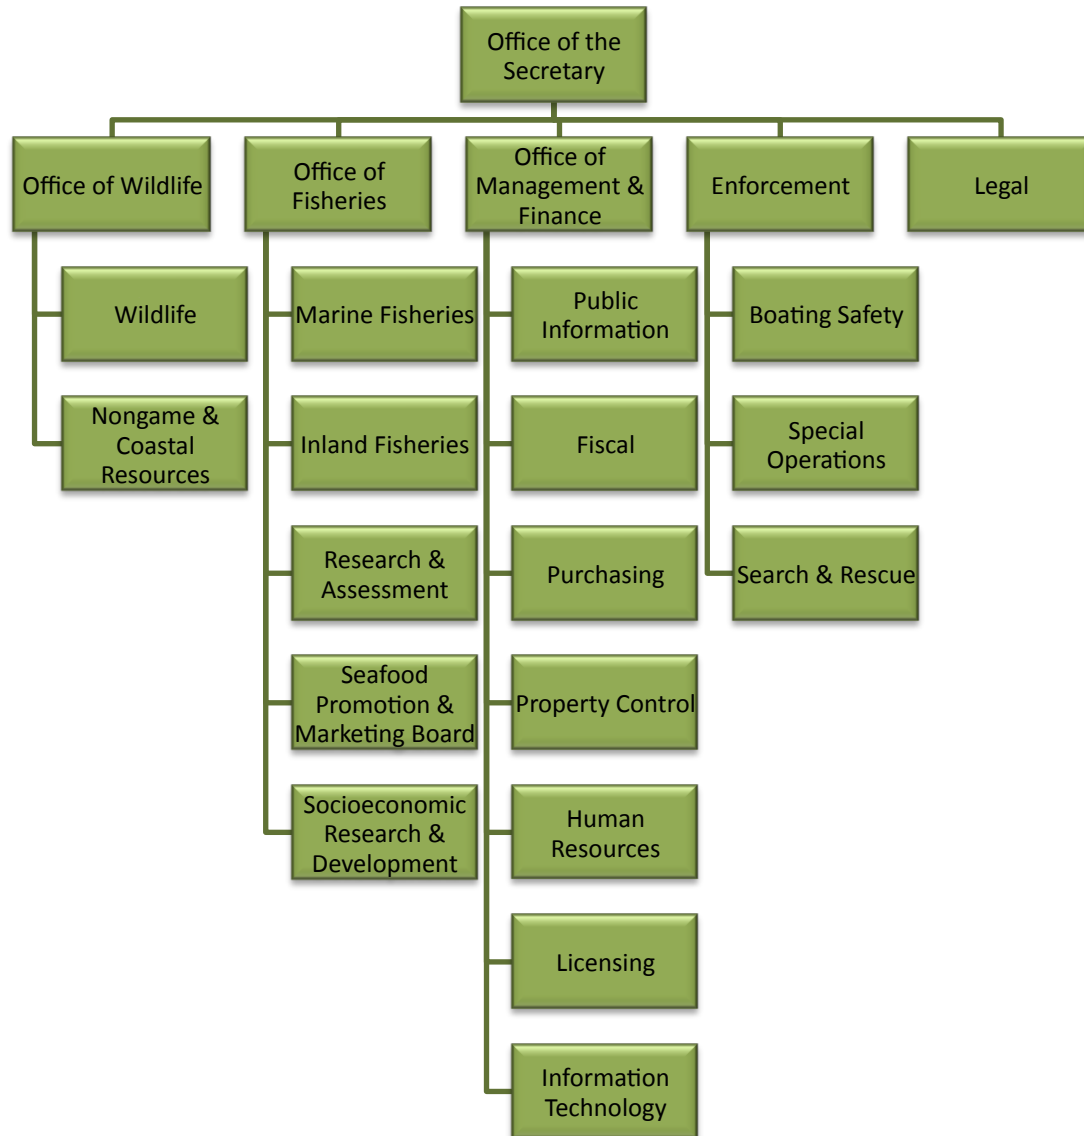 Office of the
Secretary
Office of Wildlife
Office of
Fisheries
Office of
Management &
Finance
Enforcement
Legal
Wildlife
Nongame &
Coastal
Resources
Marine Fisheries
Inland Fisheries
Research &
Assessment
Seafood
Promotion &
Marketing Board
Socioeconomic
Research &
Development
Public
Information
Fiscal
Purchasing
Property Control
Human
Resources
Licensing
Information
Technology
Boating Safety
Special
Operations
Search & Rescue